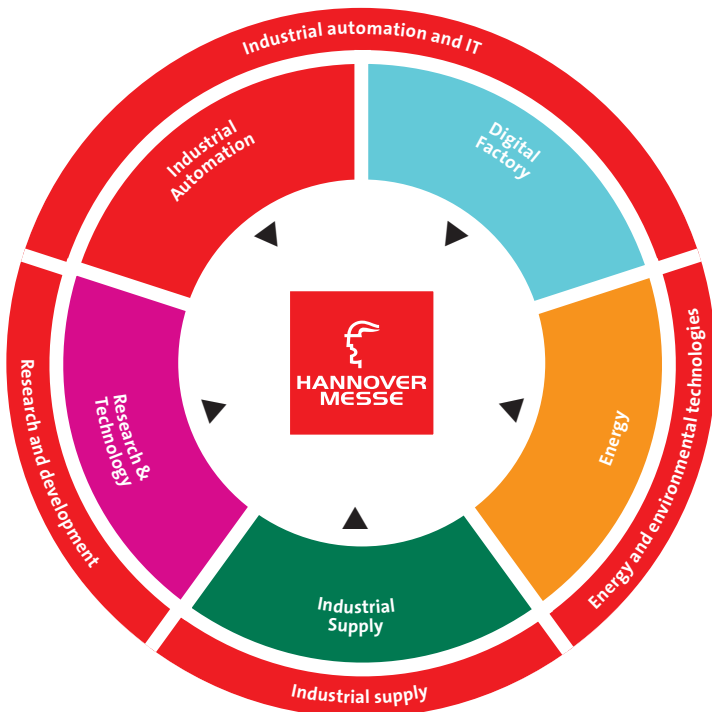 Industrial automation and IT
Industrial
Automation
Digital
Factory
HANNOVER
MESSE
Research and development
Research &
Technology
Energy
Energy and environmental technologies
Industrial
Supply
Industrial supply